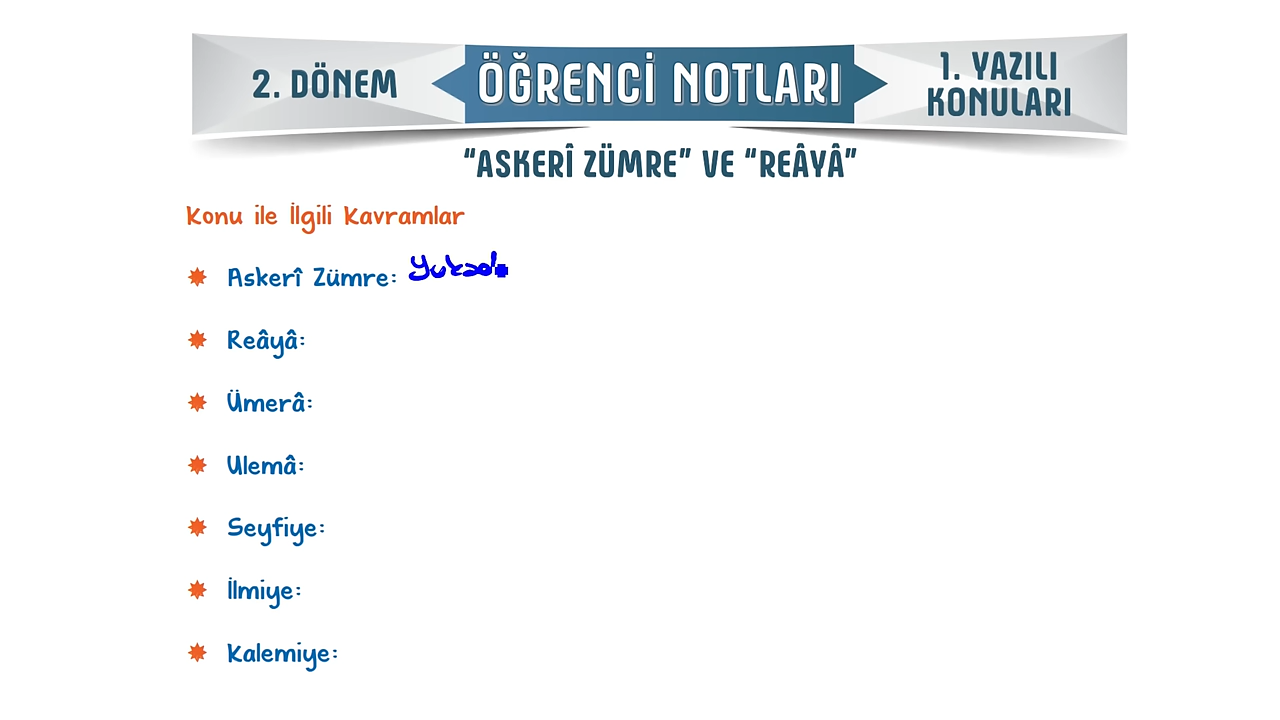 2. DÖNEM
ÖĞRENCİ NOTLARI
1. YAZILI
KONULARI
“ASKERÎ ZÜMRE” VE “REÂYÂ”
Konu ile İlgili Kavramlar
Askerî Zümre:
Reâyâ:
Ümerâ:
Ulemâ:
Seyfiye:
İlmiye:
Kalemiye: